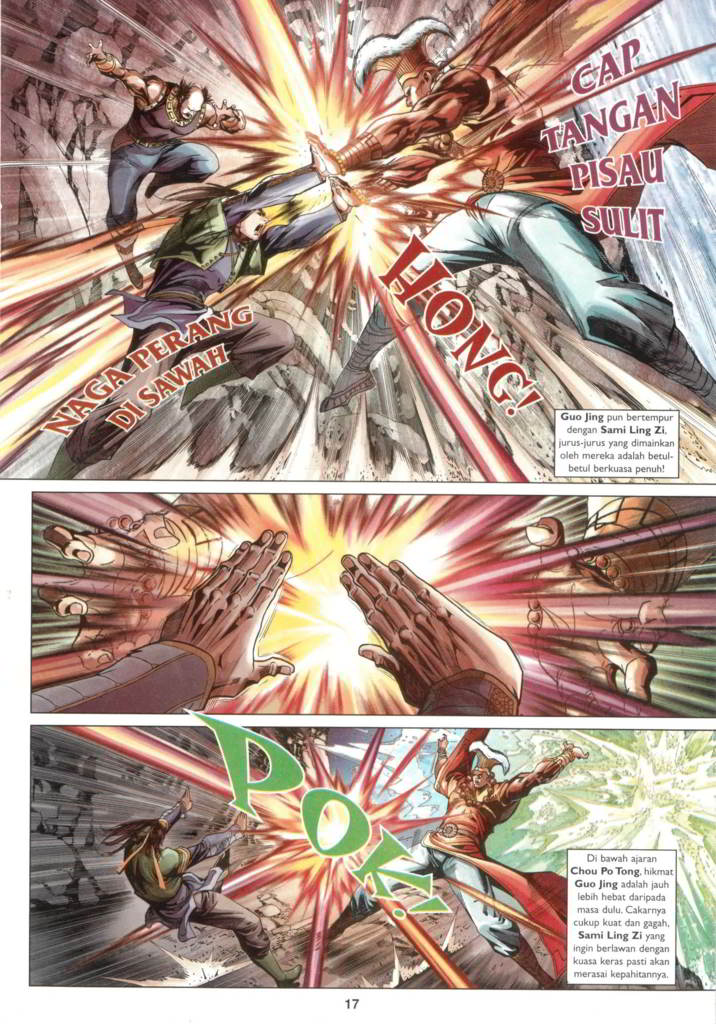 CAP
TANGAN
PISAU
SULIT
HONG!
NAGA PERANG
DI SAWAH
Guo Jing pun bertempur
dengan Sami Ling Zi,
jurus-jurus yang dimainkan
oleh mereka adalah betul-
betul berkuasa penuh!
POK!
Di bawah ajaran
Chou Po Tong, hikmat
Guo Jing adalah jauh
lebih hebat daripada
masa dulu. Cakarnya
cukup kuat dan gagah,
Sami Ling Zi yang
ingin berlawan dengan
kuasa keras pasti akan
merasai kepahitannya.
17